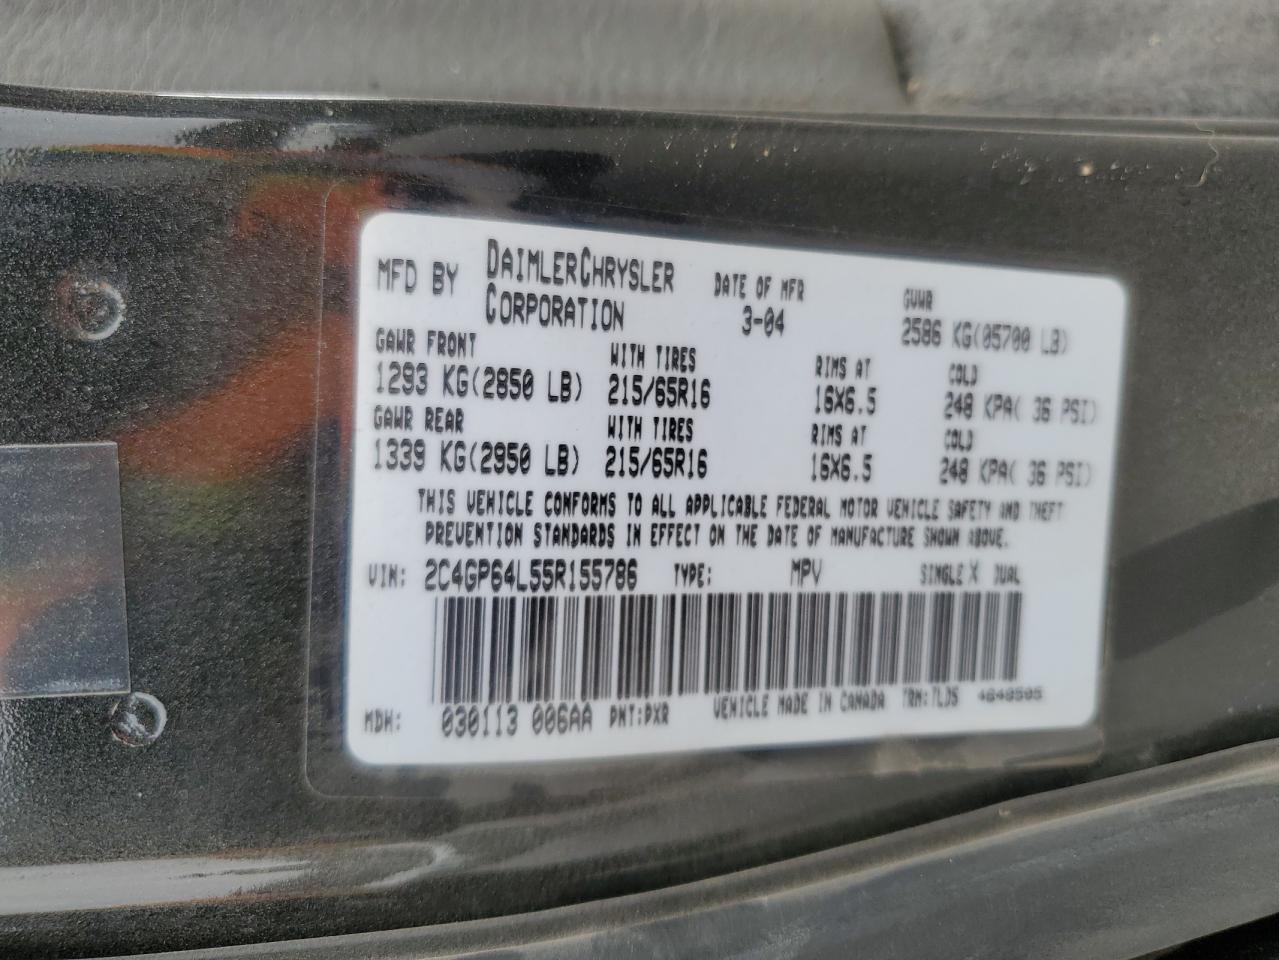 MFD BY DAIMLERCHRYSLER CORPORATION DATE OF MFR 3-04 GVWR 2586 KG(05700 LB)
GAWR FRONT WITH TIRES RIMS AT COLD
1293 KG(2850 LB) 215/65R16 16X6.5 248 KPA( 36 PSI)
GAWR REAR WITH TIRES RIMS AT COLD
1339 KG(2950 LB) 215/65R16 16X6.5 248 KPA( 36 PSI)
THIS VEHICLE CONFORMS TO ALL APPLICABLE FEDERAL MOTOR VEHICLE SAFETY AND THEFT
PREVENTION STANDARDS IN EFFECT ON THE DATE OF MANUFACTURE SHOWN ABOVE.
VIN: 2C4GP64L55R155786 TYPE: MPV SINGLE X DUAL
MDH: 030113 006AA PNT:PXR VEHICLE MADE IN CANADA TRM:7LD5 4648505